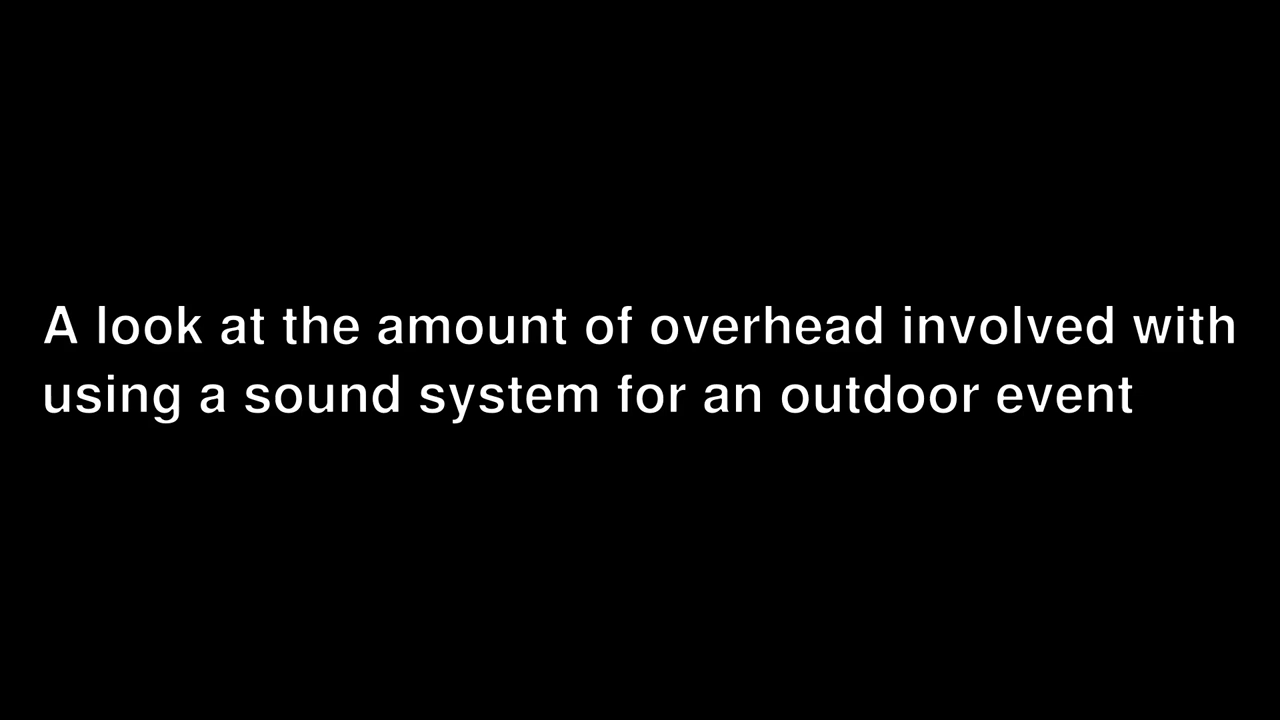 A look at the amount of overhead involved with
using a sound system for an outdoor event